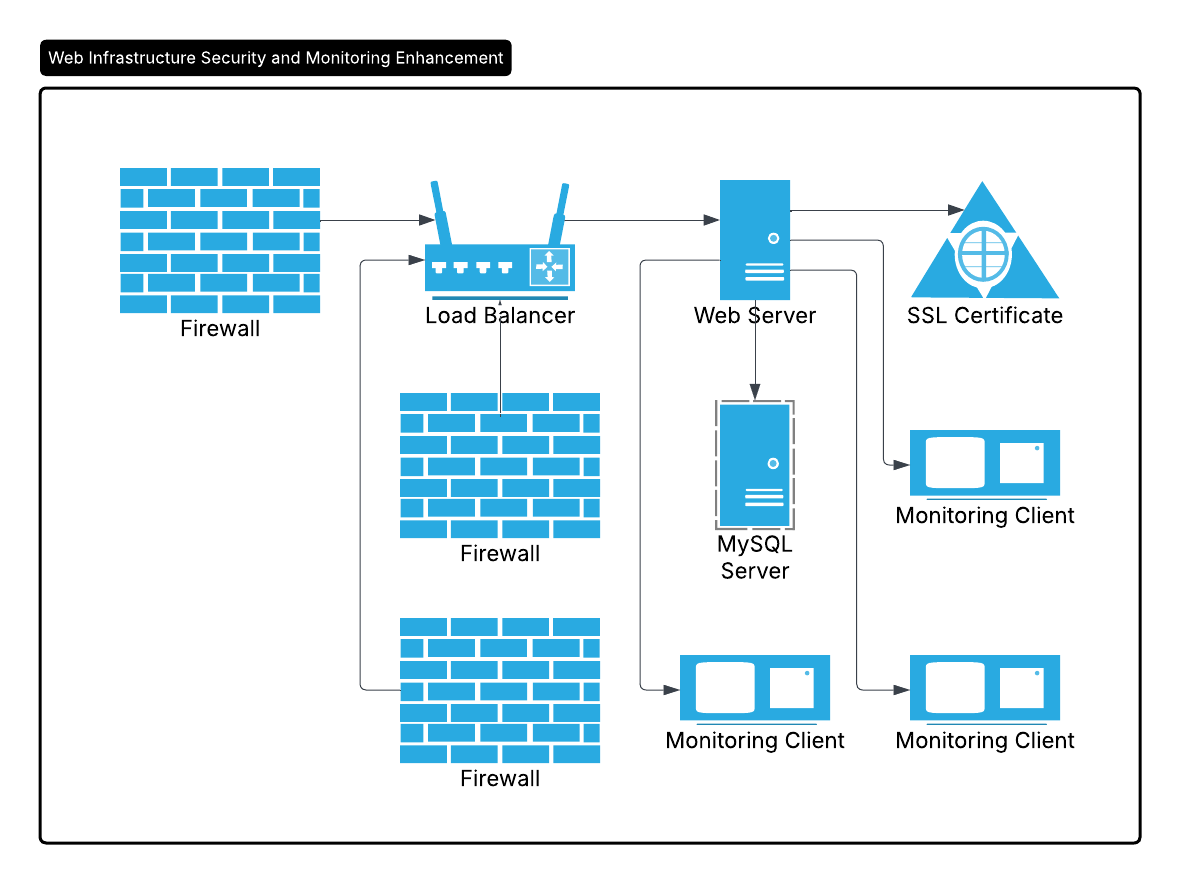 Web Infrastructure Security and Monitoring Enhancement
Firewall
Load Balancer
Web Server
SSL Certificate
Firewall
MySQL
Server
Monitoring Client
Firewall
Monitoring Client
Monitoring Client